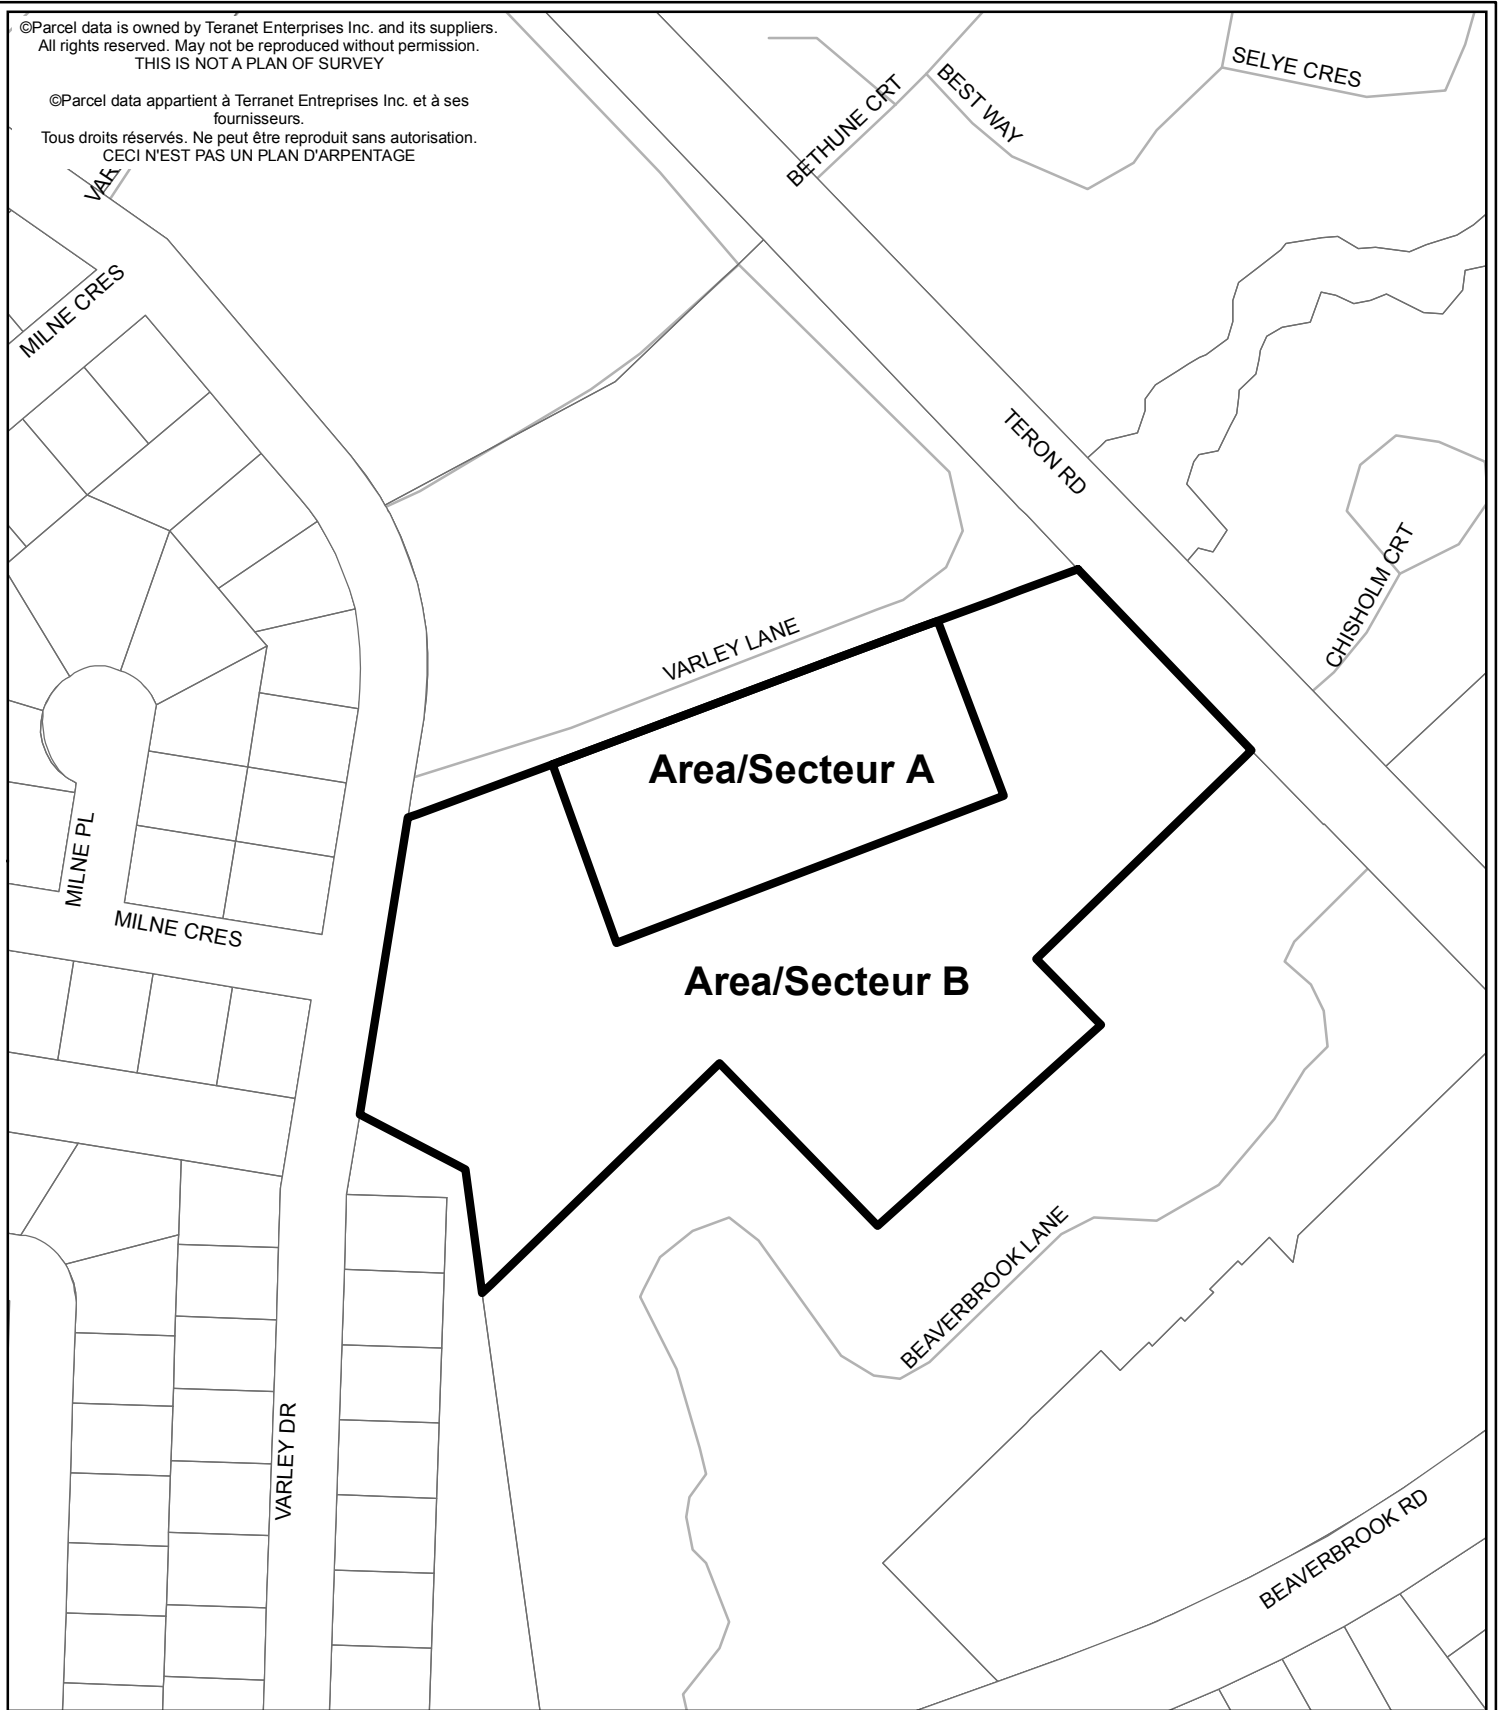 ©Parcel data is owned by Teranet Enterprises Inc. and its suppliers.
All rights reserved. May not be reproduced without permission.
THIS IS NOT A PLAN OF SURVEY
©Parcel data appartient à Terranet Entreprises Inc. et à ses
fournisseurs.
Tous droits réservés. Ne peut être reproduit sans autorisation.
CECI N'EST PAS UN PLAN D'ARPENTAGE
SELYE CRES
BEST WAY
BETHUNE CRT
MILNE CRES
TERON RD
CHISHOLM CRT
VARLEY LANE
Area/Secteur A
MILNE PL
MILNE CRES
Area/Secteur B
BEAVERBROOK LANE
VARLEY DR
BEAVERBROOK RD